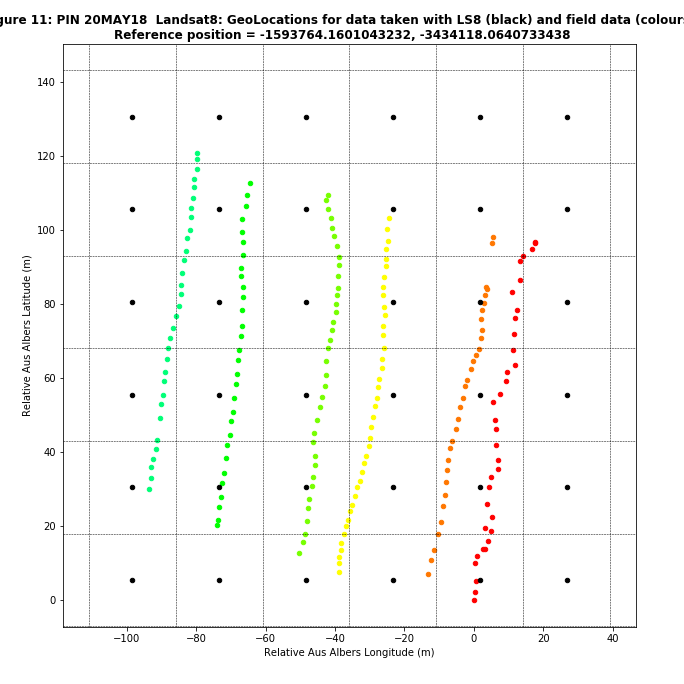 gure 11: PIN 20MAY18 Landsat8: GeoLocations for data taken with LS8 (black) and field data (colour
Reference position = -1593764.1601043232, -3434118.0640733438
140
120
100
80
60
40
20
0
Relative Aus Albers Latitude (m)
−100 −80 −60 −40 −20 0 20 40
Relative Aus Albers Longitude (m)